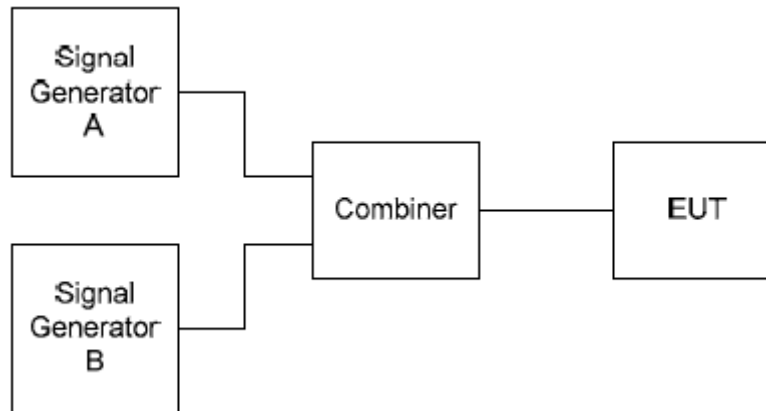 Signal
Generator
A
Combiner
EUT
Signal
Generator
B